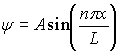 ψ = A sin(nπx / L)